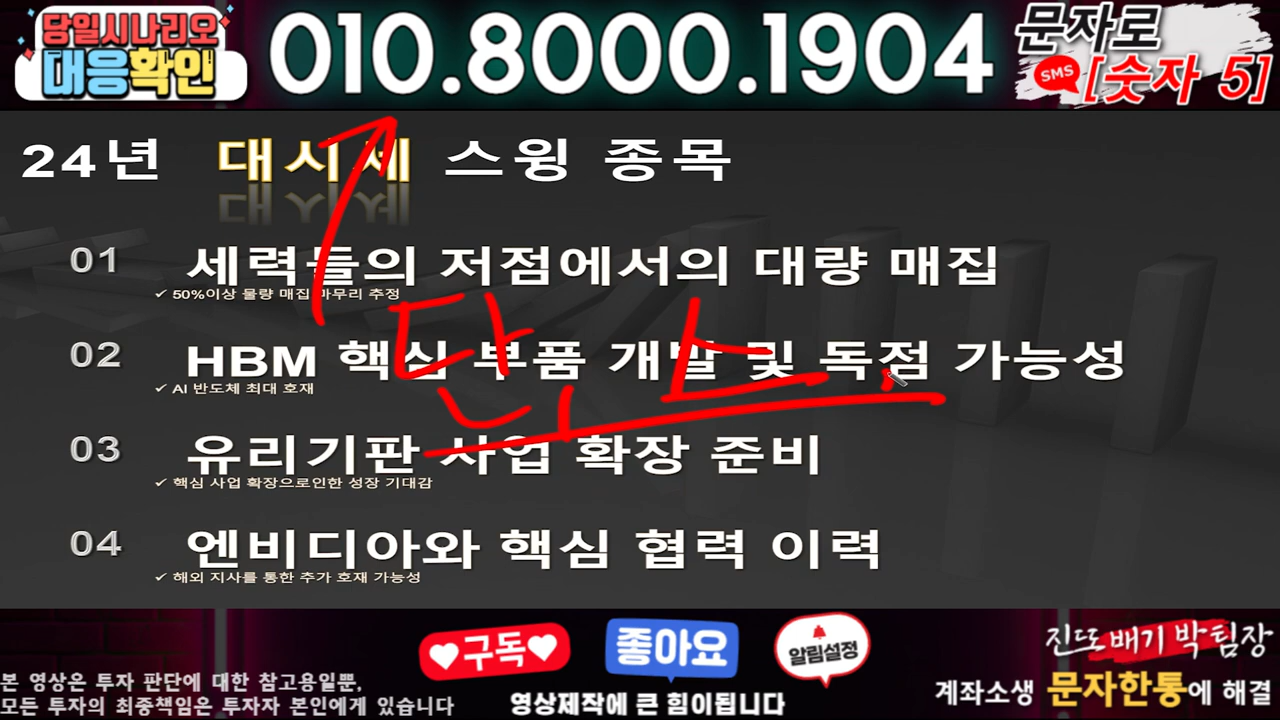 당일시나리오
대응확인
010.8000.1904
문자로
SMS [숫자 5]
24년 대시세 스윙 종목
01 세력들의 저점에서의 대량 매집
✓ 50%이상 물량 매집 마무리 추정
단, 스.
02 HBM 핵심 부품 개발 및 독점 가능성
✓ AI 반도체 최대 호재
03 유리기판 사업 확장 준비
✓ 핵심 사업 확장으로인한 성장 기대감
04 엔비디아와 핵심 협력 이력
✓ 해외 지사를 통한 추가 호재 가능성
구독 좋아요 알림설정
영상제작에 큰 힘이됩니다
본 영상은 투자 판단에 대한 참고용일뿐,
모든 투자의 최종책임은 투자자 본인에게 있습니다
진또배기 박팀장
계좌소생 문자한통에 해결